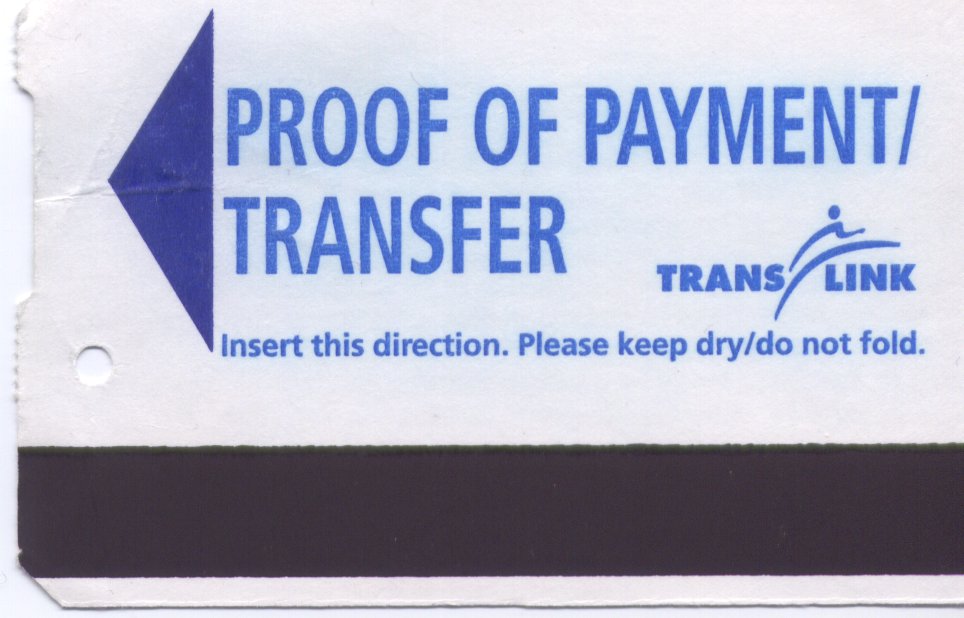 PROOF OF PAYMENT/
TRANSFER
TRANS LINK
Insert this direction. Please keep dry/do not fold.